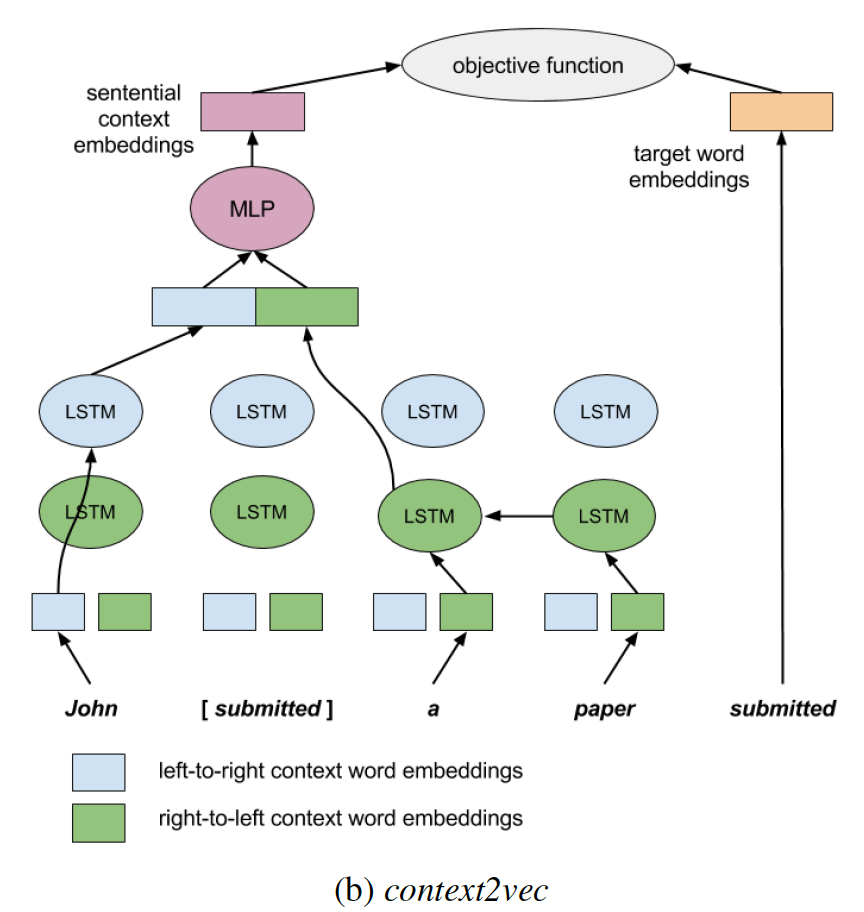 objective function
sentential
context
embeddings
target word
embeddings
MLP
LSTM LSTM LSTM LSTM
LSTM LSTM LSTM LSTM
John [ submitted ] a paper submitted
left-to-right context word embeddings
right-to-left context word embeddings
(b) context2vec